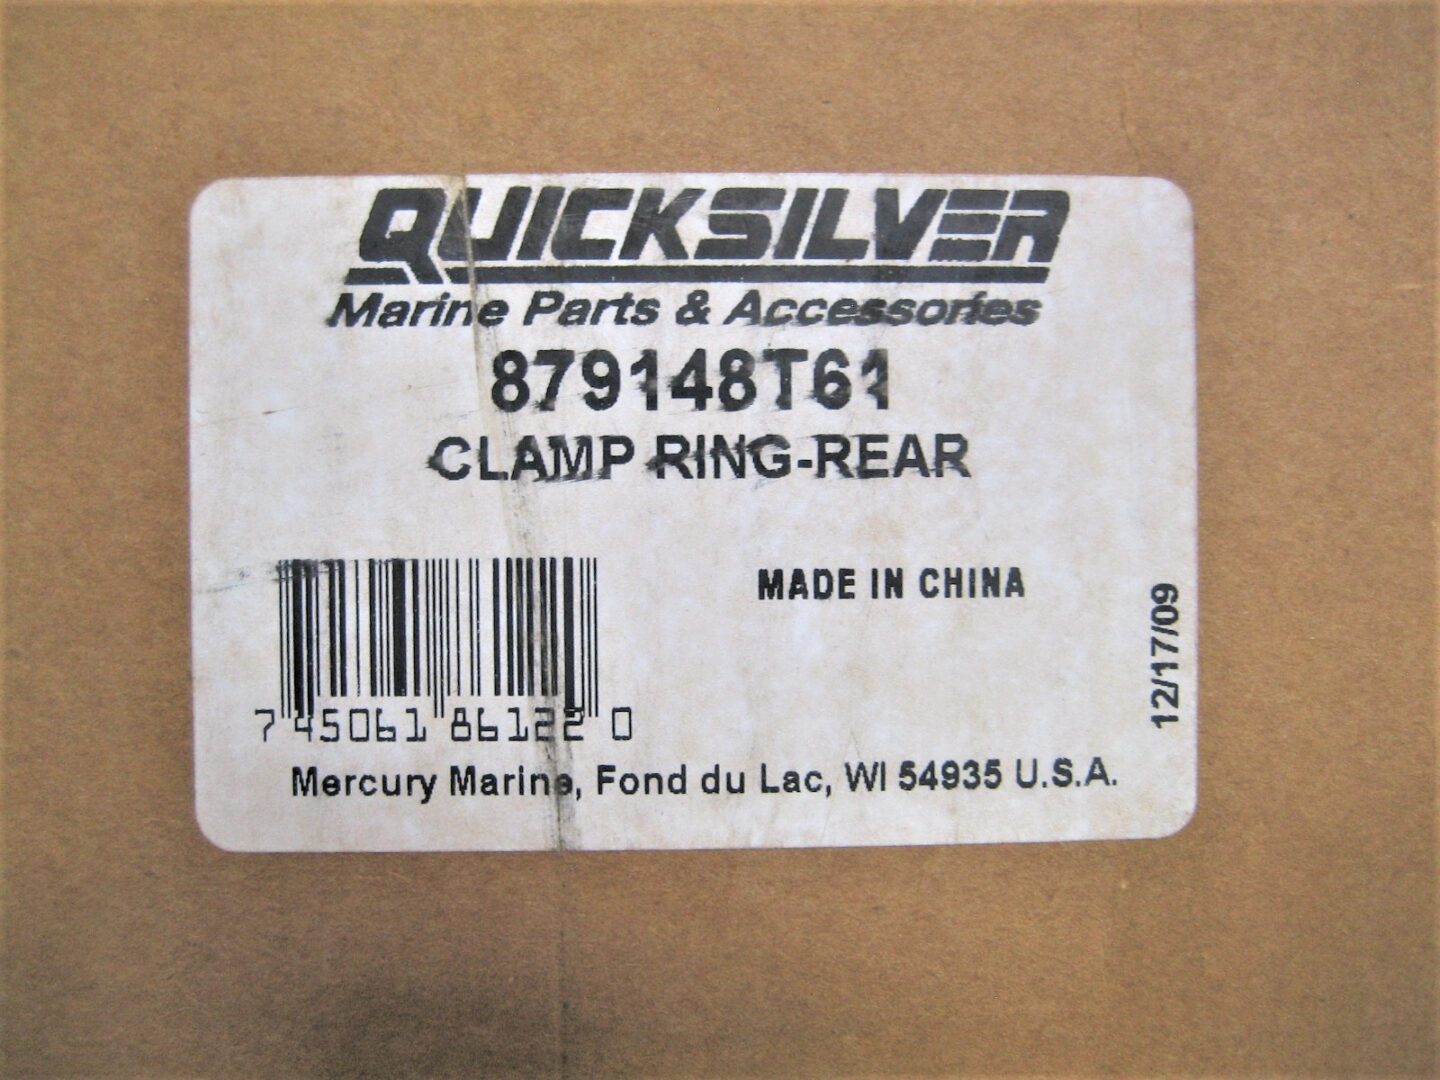 QUICKSILVER
Marine Parts & Accessories
879148T61
CLAMP RING-REAR
MADE IN CHINA
12/17/09
7 45061 86122 0
Mercury Marine, Fond du Lac, WI 54935 U.S.A.